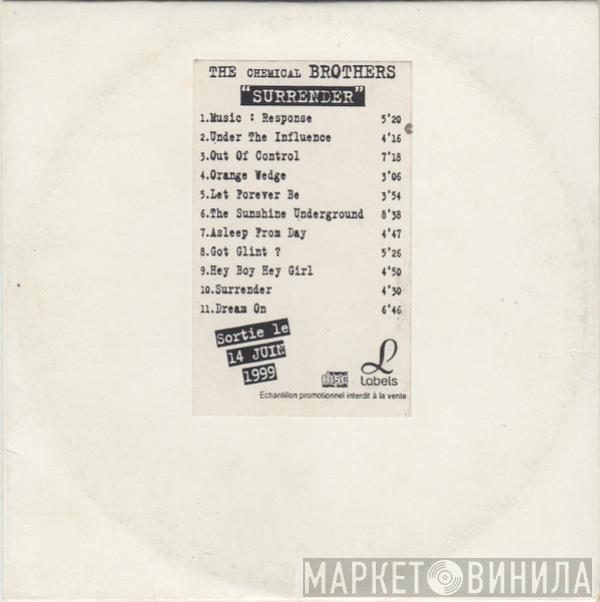 THE CHEMICAL BROTHERS
"SURRENDER"
1.Music : Response 5'20
2.Under The Influence 4'16
3.Out Of Control 7'18
4.Orange Wedge 3'06
5.Let Forever Be 3'54
6.The Sunshine Underground 8'38
7.Asleep From Day 4'47
8.Got Glint ? 5'26
9.Hey Boy Hey Girl 4'50
10.Surrender 4'30
11.Dream On 6'46
Sortie le
14 JUIN
1999
disc
L
Labels
Echantillon promotionnel interdit à la vente
МАРКЕТ ВИНИЛА